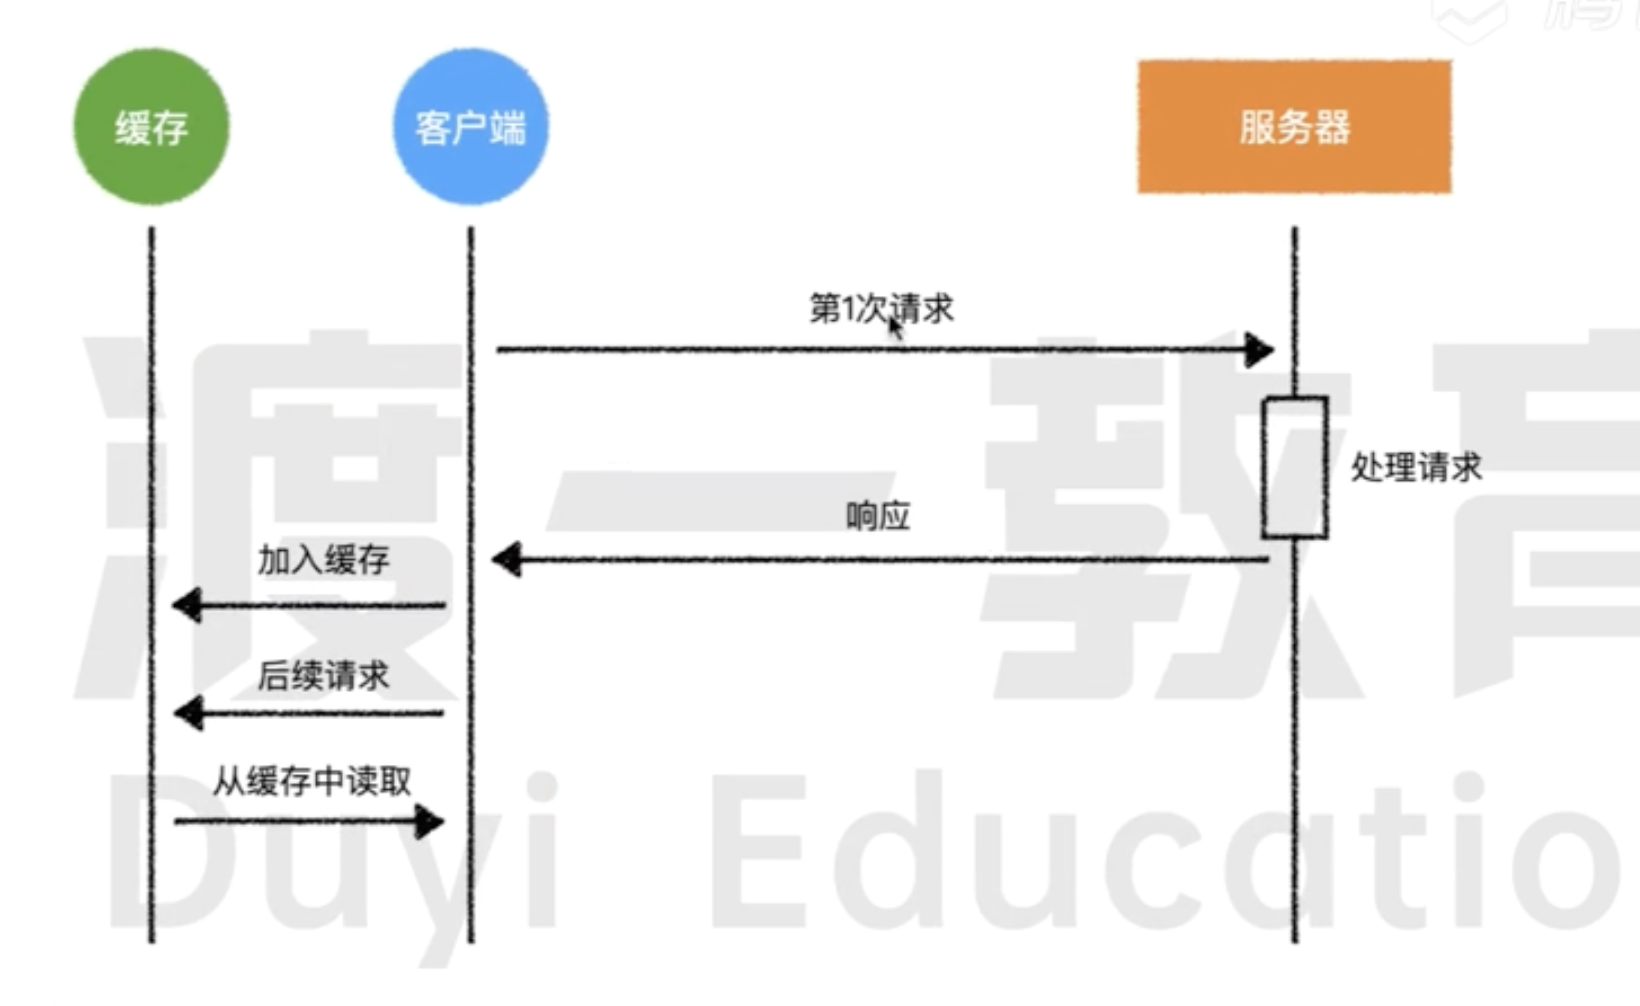 缓存
客户端
服务器
第1次请求
处理请求
响应
加入缓存
后续请求
从缓存中读取
渡一教育
Duyi Educatio